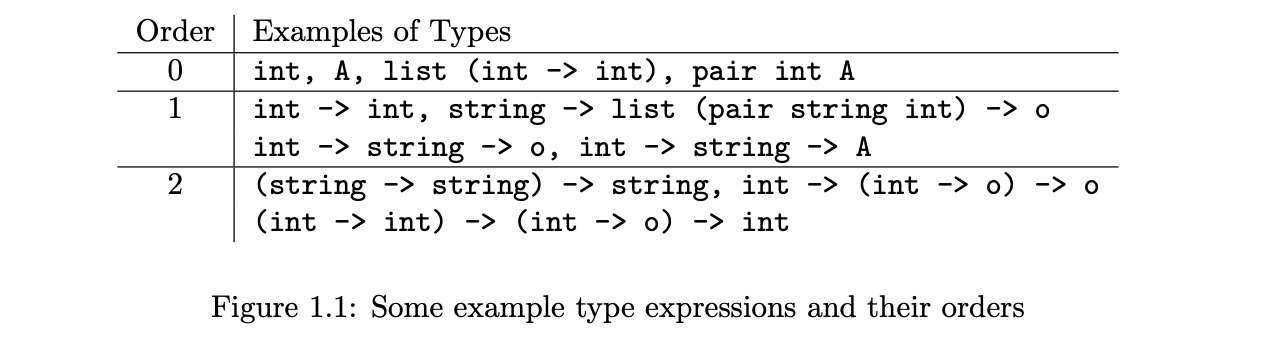 Order Examples of Types
0 int, A, list (int -> int), pair int A
1 int -> int, string -> list (pair string int) -> o
int -> string -> o, int -> string -> A
2 (string -> string) -> string, int -> (int -> o) -> o
(int -> int) -> (int -> o) -> int
Figure 1.1: Some example type expressions and their orders